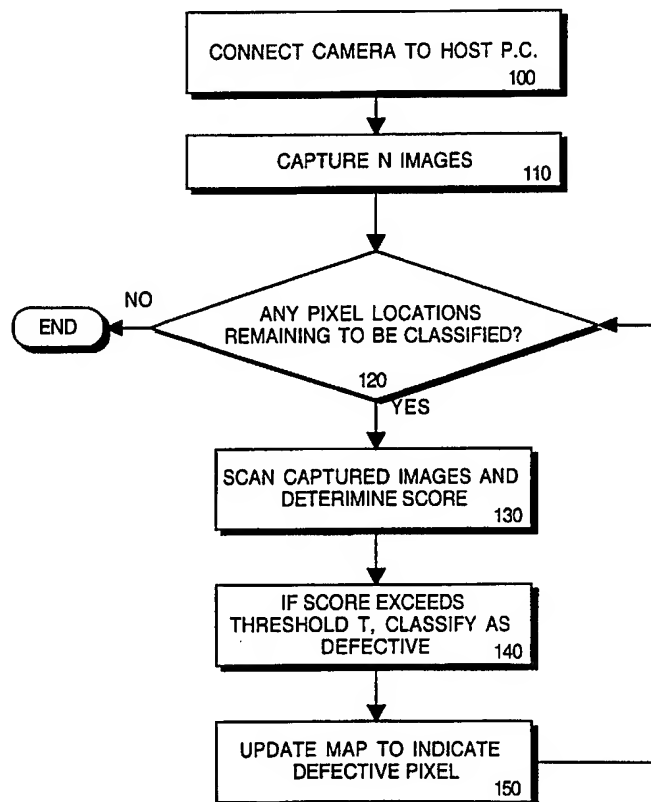 CONNECT CAMERA TO HOST P.C.
100
CAPTURE N IMAGES
110
NO
END
ANY PIXEL LOCATIONS
REMAINING TO BE CLASSIFIED?
120
YES
SCAN CAPTURED IMAGES AND
DETERIMINE SCORE
130
IF SCORE EXCEEDS
THRESHOLD T, CLASSIFY AS
DEFECTIVE
140
UPDATE MAP TO INDICATE
DEFECTIVE PIXEL
150